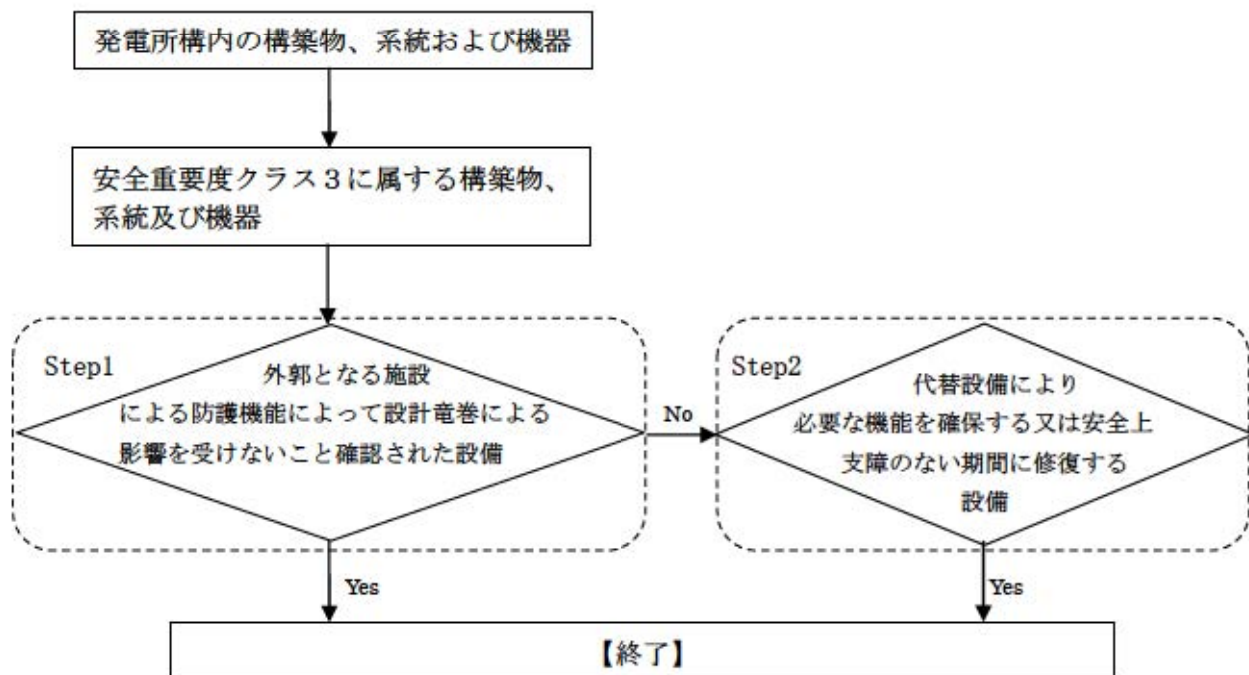 発電所構内の構築物、系統および機器
安全重要度クラス３に属する構築物、
系統及び機器
Step1
外郭となる施設
による防護機能によって設計竜巻による
影響を受けないこと確認された設備
No
Step2
代替設備により
必要な機能を確保する又は安全上
支障のない期間に修復する
設備
Yes
Yes
【終了】